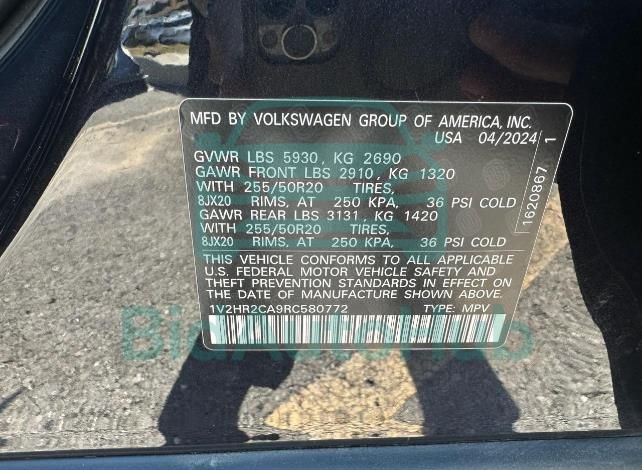 MFD BY VOLKSWAGEN GROUP OF AMERICA, INC.
USA 04/2024
GVWR LBS 5930, KG 2690
GAWR FRONT LBS 2910, KG 1320
WITH 255/50R20 TIRES,
8JX20 RIMS, AT 250 KPA, 36 PSI COLD
GAWR REAR LBS 3131, KG 1420
WITH 255/50R20 TIRES,
8JX20 RIMS, AT 250 KPA, 36 PSI COLD
THIS VEHICLE CONFORMS TO ALL APPLICABLE
U.S. FEDERAL MOTOR VEHICLE SAFETY AND
THEFT PREVENTION STANDARDS IN EFFECT ON
THE DATE OF MANUFACTURE SHOWN ABOVE.
1V2HR2CA9RC580772 TYPE: MPV
1620867 1
BidAutoHub